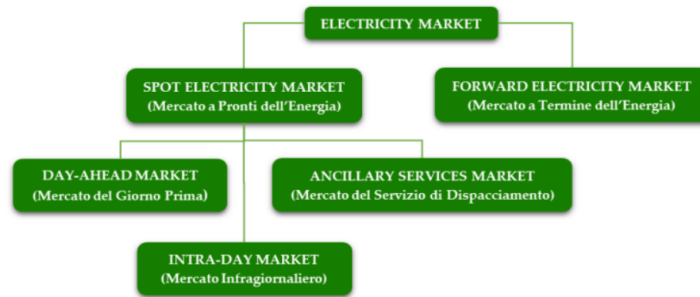 ELECTRICITY MARKET
SPOT ELECTRICITY MARKET
(Mercato a Pronti dell'Energia)
FORWARD ELECTRICITY MARKET
(Mercato a Termine dell'Energia)
DAY-AHEAD MARKET
(Mercato del Giorno Prima)
ANCILLARY SERVICES MARKET
(Mercato del Servizio di Dispacciamento)
INTRA-DAY MARKET
(Mercato Infragiornaliero)